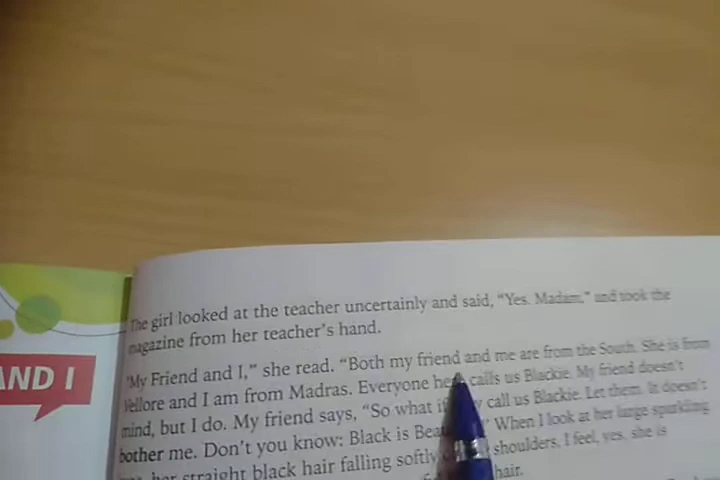 AND I
The girl looked at the teacher uncertainly and said, "Yes. Madam," and took the
magazine from her teacher's hand.
"My Friend and I," she read. "Both my friend and me are from the South. She is from
Vellore and I am from Madras. Everyone here calls us Blackie. My friend doesn't
mind, but I do. My friend says, "So what if call us Blackie. Let them. It doesn't
bother me. Don't you know: Black is When I look at her large sparkling
her straight black hair falling softly shoulders. I feel, yes, she is
hair.